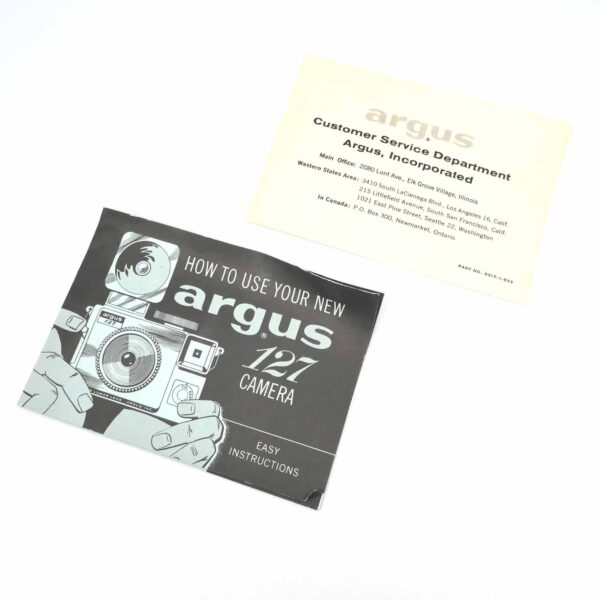 argus
Customer Service Department
Argus, Incorporated
Main Office: 2080 Lunt Ave., Elk Grove Village, Illinois
Western States Area: 3410 South LaCienega Blvd., Los Angeles 16, Calif.
215 Littlefield Avenue, South San Francisco, Calif.
1021 East Pine Street, Seattle 22, Washington
In Canada: P.O. Box 300, Newmarket, Ontario
HOW TO USE YOUR NEW
argus®
127
CAMERA
EASY
INSTRUCTIONS
argus
127